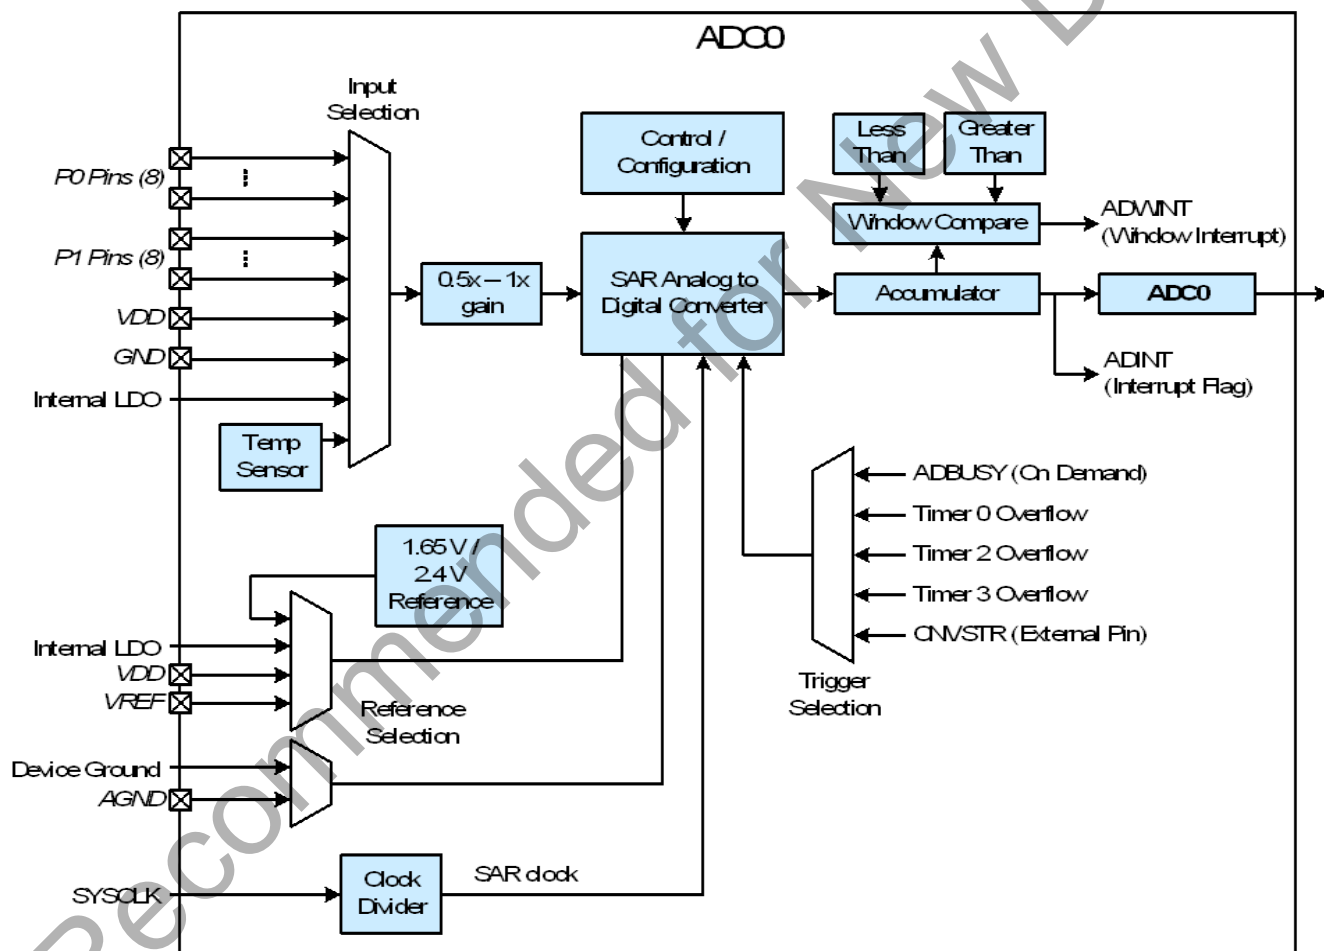 ADC0
Input
Selection
P0 Pins (8)
P1 Pins (8)
VDD
GND
Internal LDO
Temp
Sensor
0.5x – 1x
gain
Control /
Configuration
SAR Analog to
Digital Converter
Less
Than
Greater
Than
Window Compare
Accumulator
ADWINT
(Window Interrupt)
ADC0
ADINT
(Interrupt Flag)
ADBUSY (On Demand)
Timer 0 Overflow
Timer 2 Overflow
Timer 3 Overflow
CNVSTR (External Pin)
Trigger
Selection
1.65 V /
2.4 V
Reference
Internal LDO
VDD
VREF
Reference
Selection
Device Ground
AGND
SYSCLK
Clock
Divider
SAR clock
Recommended for New